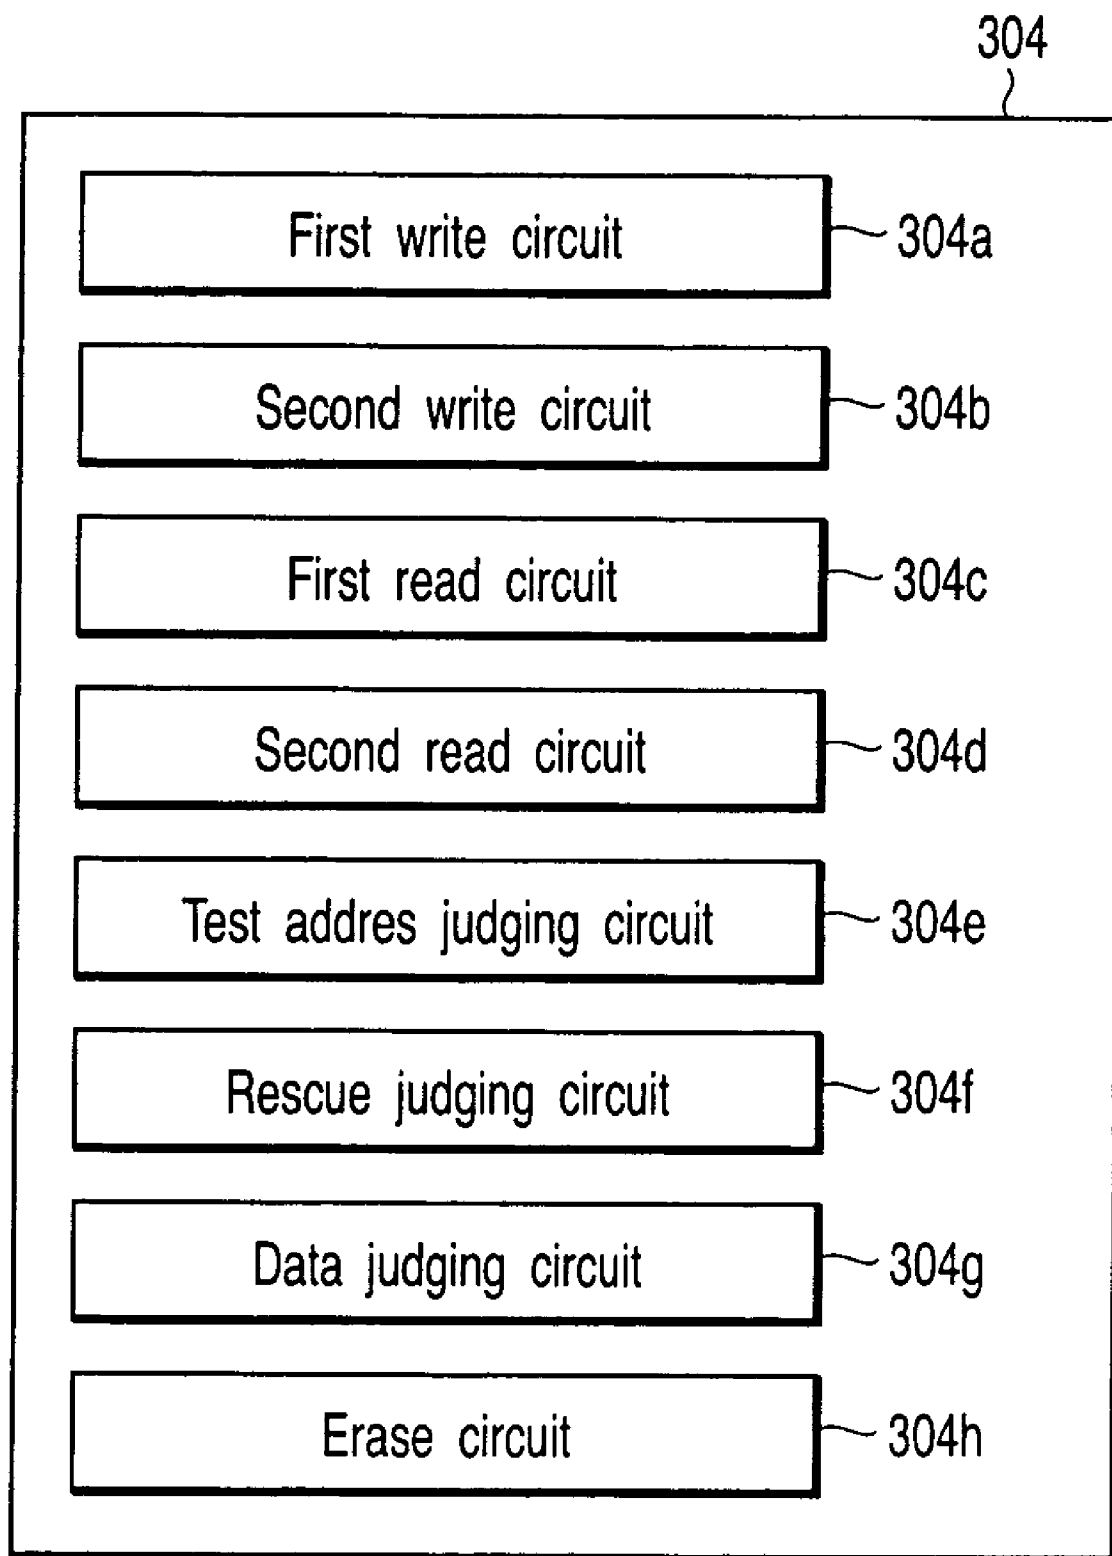 304
First write circuit 304a
Second write circuit 304b
First read circuit 304c
Second read circuit 304d
Test addres judging circuit 304e
Rescue judging circuit 304f
Data judging circuit 304g
Erase circuit 304h